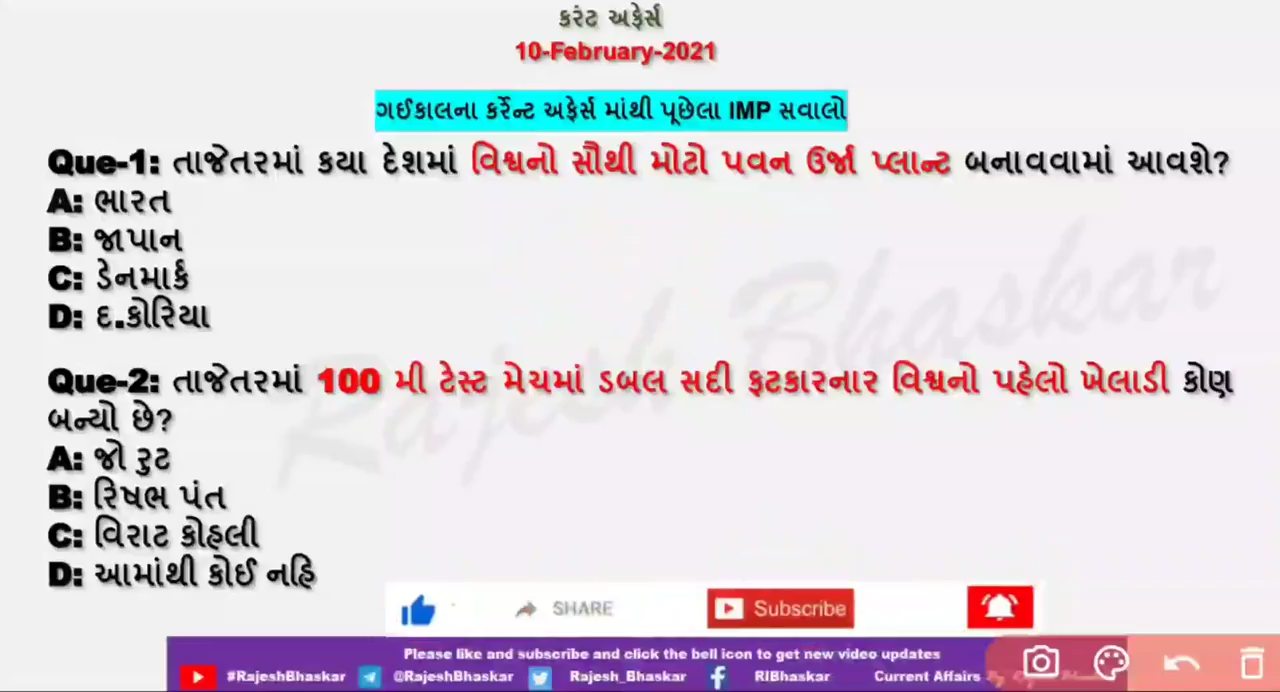 કરંટ અફેર્સ
10-February-2021
ગઈકાલના કર્રેન્ટ અફેર્સ માંથી પૂછેલા IMP સવાલો
Que-1: તાજેતરમાં કયા દેશમાં વિશ્વનો સૌથી મોટો પવન ઉર્જા પ્લાન્ટ બનાવવામાં આવશે?
A: ભારત
B: જાપાન
C: ડેનમાર્ક
D: દ.કોરિયા
Que-2: તાજેતરમાં 100 મી ટેસ્ટ મેચમાં ડબલ સદી ફટકારનાર વિશ્વનો પહેલો ખેલાડી કોણ
બન્યો છે?
A: જો રુટ
B: રિષભ પંત
C: વિરાટ કોહલી
D: આમાંથી કોઈ નહિ
Rajesh Bhaskar
SHARE
Subscribe
Please like and subscribe and click the bell icon to get new video updates
#RajeshBhaskar @RajeshBhaskar Rajesh_Bhaskar RIBhaskar Current Affairs